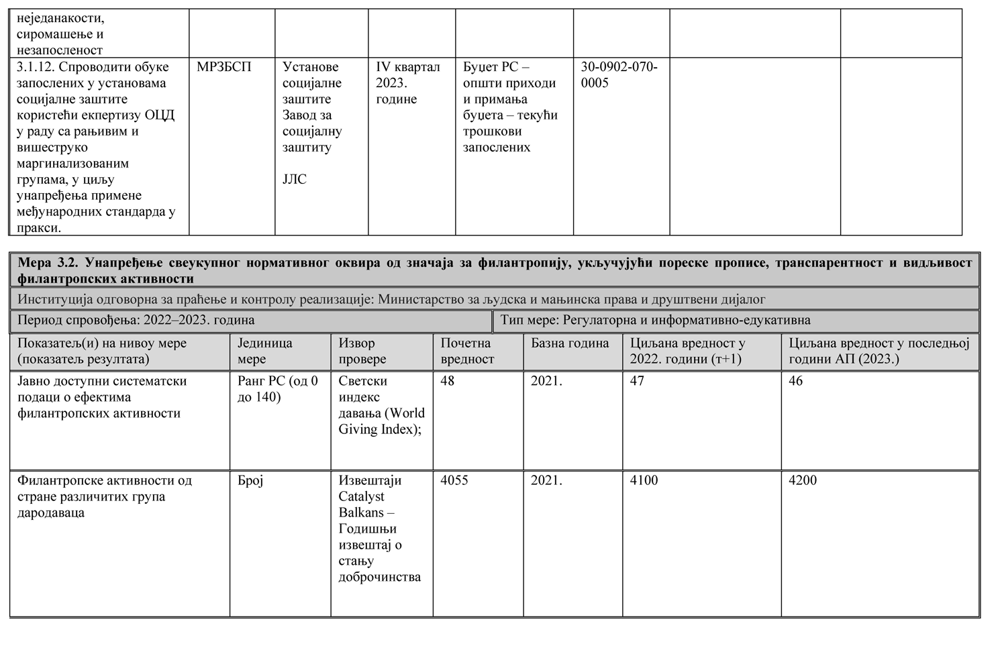 неједанакости,
сиромашење и
незапосленост
3.1.12. Спроводити обуке
запослених у установама
социјалне заштите
користећи екпертизу ОЦД
у раду са рањивим и
вишеструко
маргинализованим
групама, у циљу
унапређења примене
међународних стандарда у
пракси.
МРЗБСП
Установе
социјалне
заштите
Завод за
социјалну
заштиту
ЈЛС
IV квартал
2023.
године
Буџет РС –
општи приходи
и примања
буџета – текући
трошкови
запослених
30-0902-070-
0005
Мера 3.2. Унапређење свеукупног нормативног оквира од значаја за филантропију, укључујући пореске прописе, транспарентност и видљивост
филантропских активности
Институција одговорна за праћење и контролу реализације: Министарство за људска и мањинска права и друштвени дијалог
Период спровођења: 2022–2023. година
Тип мере: Регулаторна и информативно-едукативна
Показатељ(и) на нивоу мере
(показатељ резултата)
Јединица
мере
Извор
провере
Почетна
вредност
Базна година
Циљана вредност у
2022. години (т+1)
Циљана вредност у последњој
години АП (2023.)
Јавно доступни систематски
подаци о ефектима
филантропских активности
Ранг РС (од 0
до 140)
Светски
индекс
давања (World
Giving Index);
48
2021.
47
46
Филантропске активности од
стране различитих група
дародаваца
Број
Извештаји
Catalyst
Balkans –
Годишњи
извештај о
стању
доброчинства
4055
2021.
4100
4200